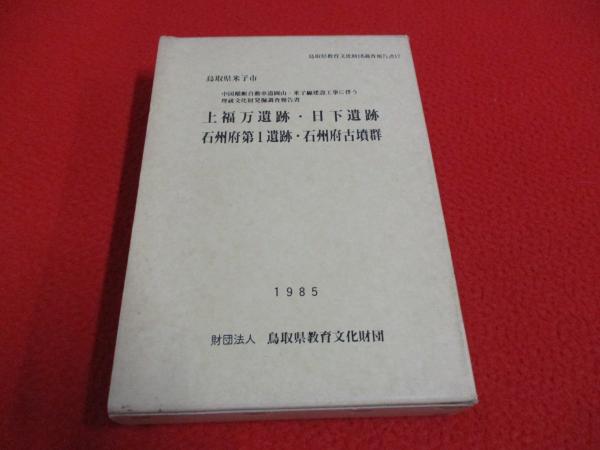 鳥取県教育文化財団調査報告書17
鳥取県米子市
中国横断自動車道岡山・米子線建設工事に伴う
埋蔵文化財発掘調査報告書
上福万遺跡・日下遺跡
石州府第1遺跡・石州府古墳群
1985
財団法人 鳥取県教育文化財団